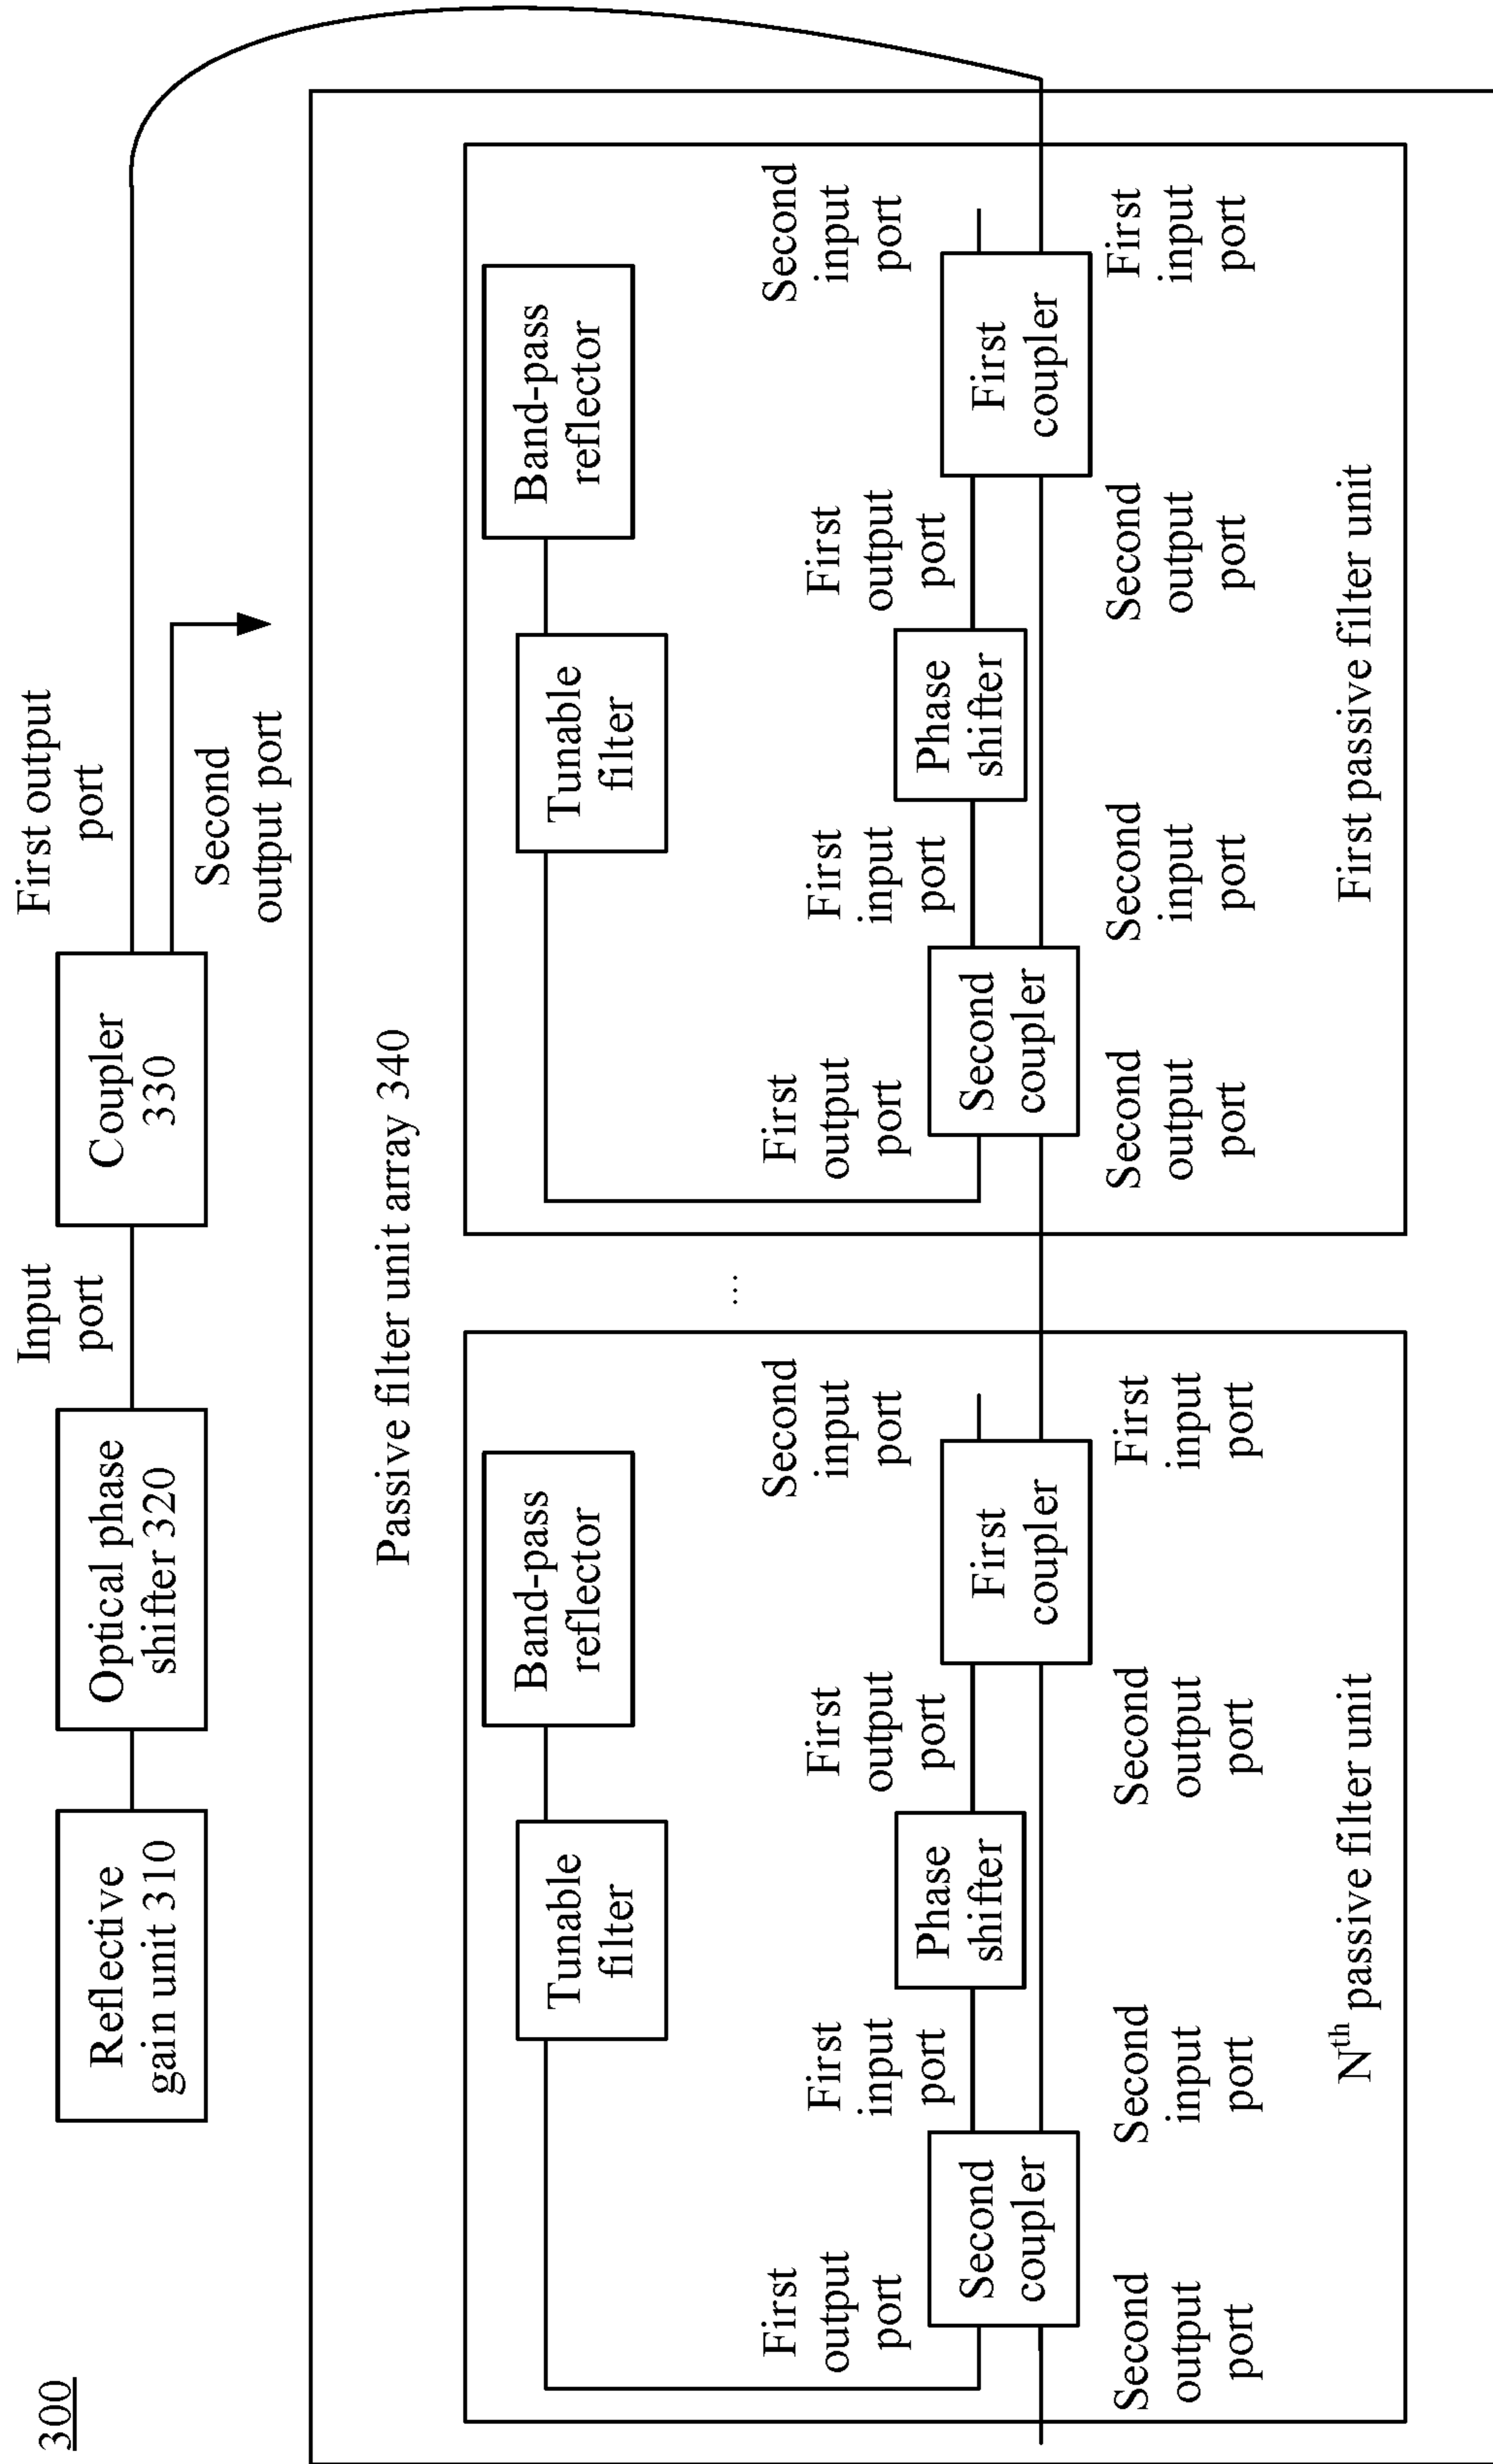 300
Reflective
gain unit 310
Optical phase
shifter 320
Input
port
Coupler
330
First output
port
Second
output port
Passive filter unit array 340
Tunable
filter
Band-pass
reflector
First
output
port
Second
coupler
Second
output
port
First
input
port
Second
input
port
Phase
shifter
First
output
port
Second
output
port
First
coupler
Second
input
port
First
input
port
Nth passive filter unit
...
Tunable
filter
Band-pass
reflector
First
output
port
Second
coupler
Second
output
port
First
input
port
Second
input
port
Phase
shifter
First
output
port
Second
output
port
First
coupler
Second
input
port
First
input
port
First passive filter unit